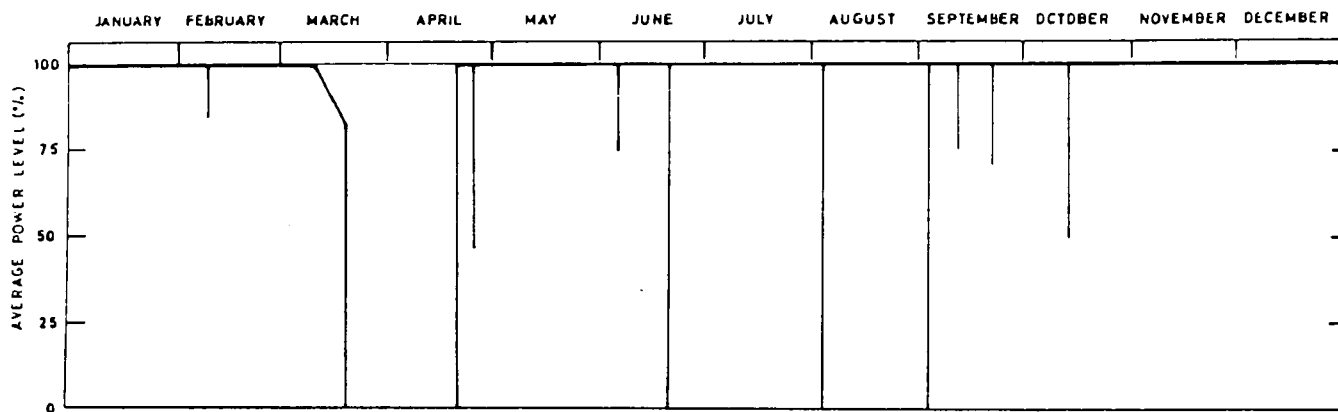 JANUARY FEBRUARY MARCH APRIL MAY JUNE JULY AUGUST SEPTEMBER OCTOBER NOVEMBER DECEMBER
AVERAGE POWER LEVEL (%)
100
75
50
25
0